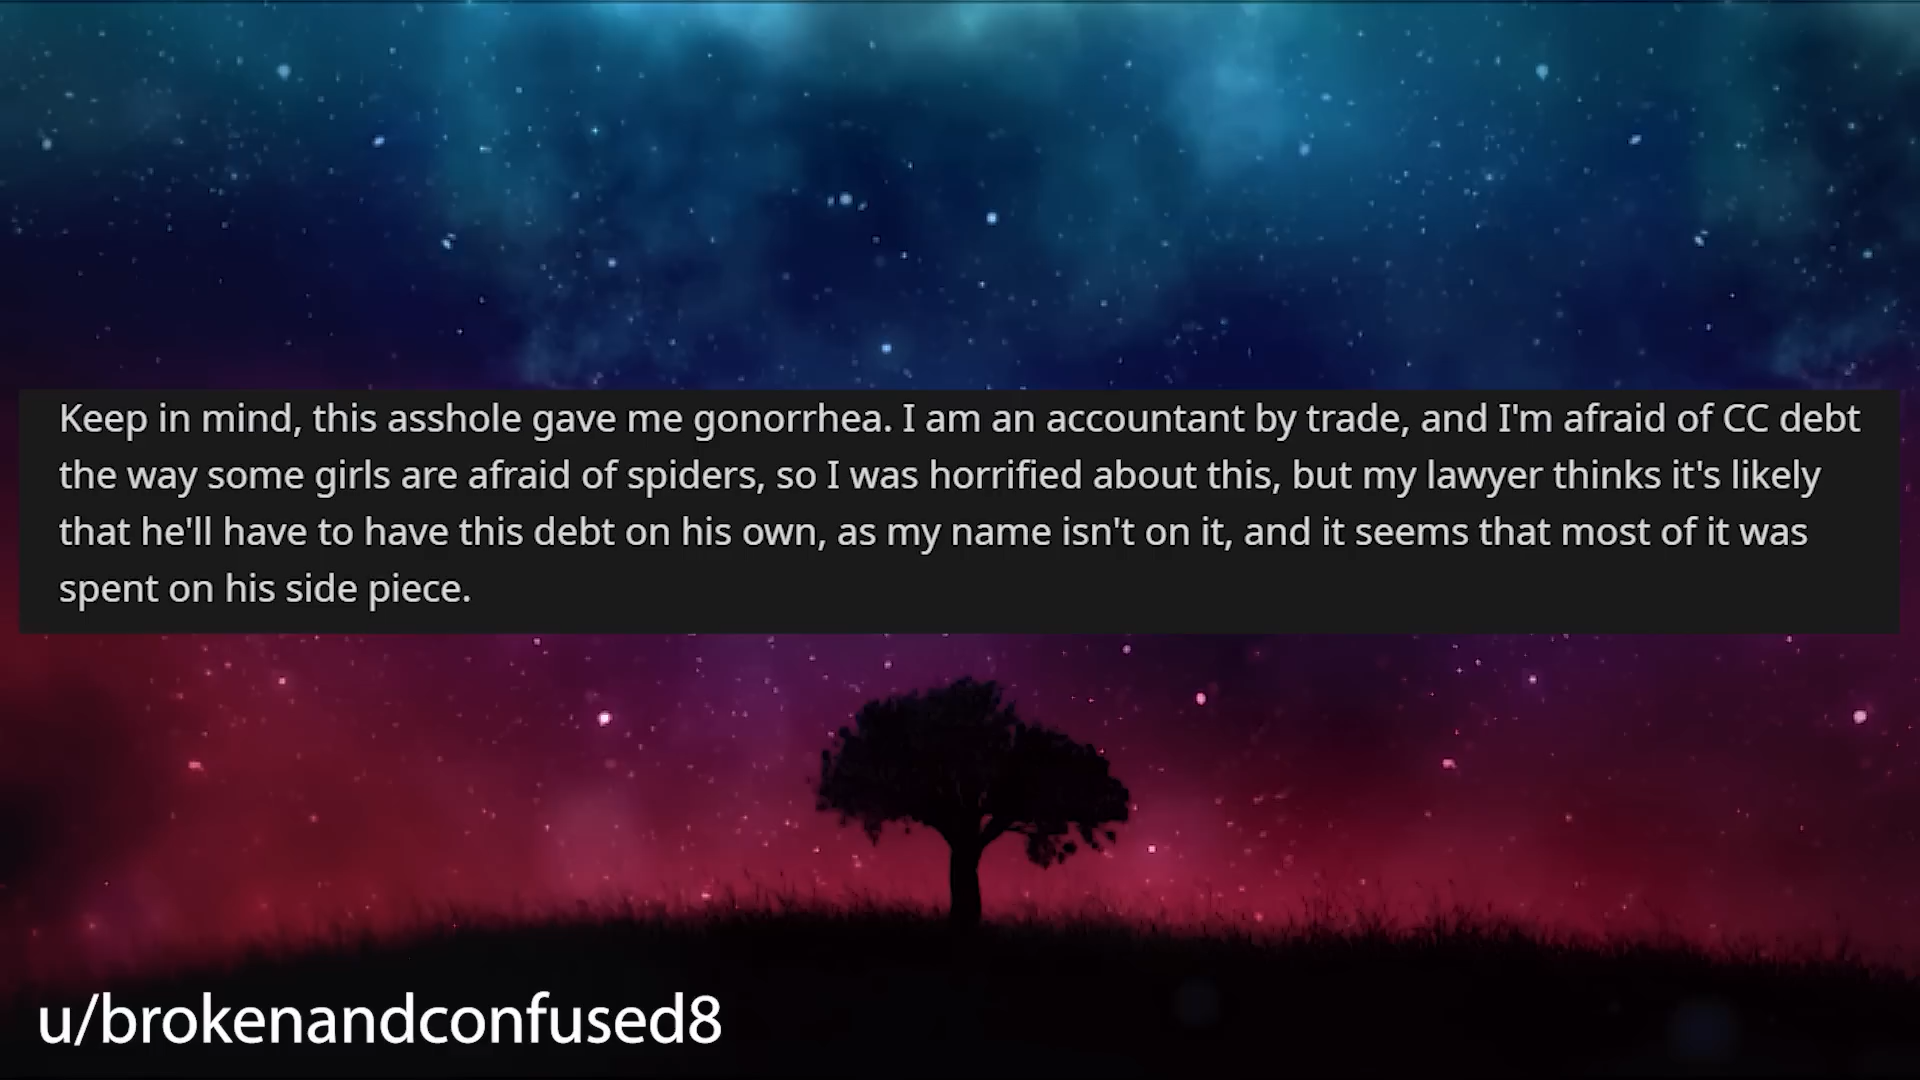 Keep in mind, this asshole gave me gonorrhea. I am an accountant by trade, and I'm afraid of CC debt
the way some girls are afraid of spiders, so I was horrified about this, but my lawyer thinks it's likely
that he'll have to have this debt on his own, as my name isn't on it, and it seems that most of it was
spent on his side piece.
u/brokenandconfused8